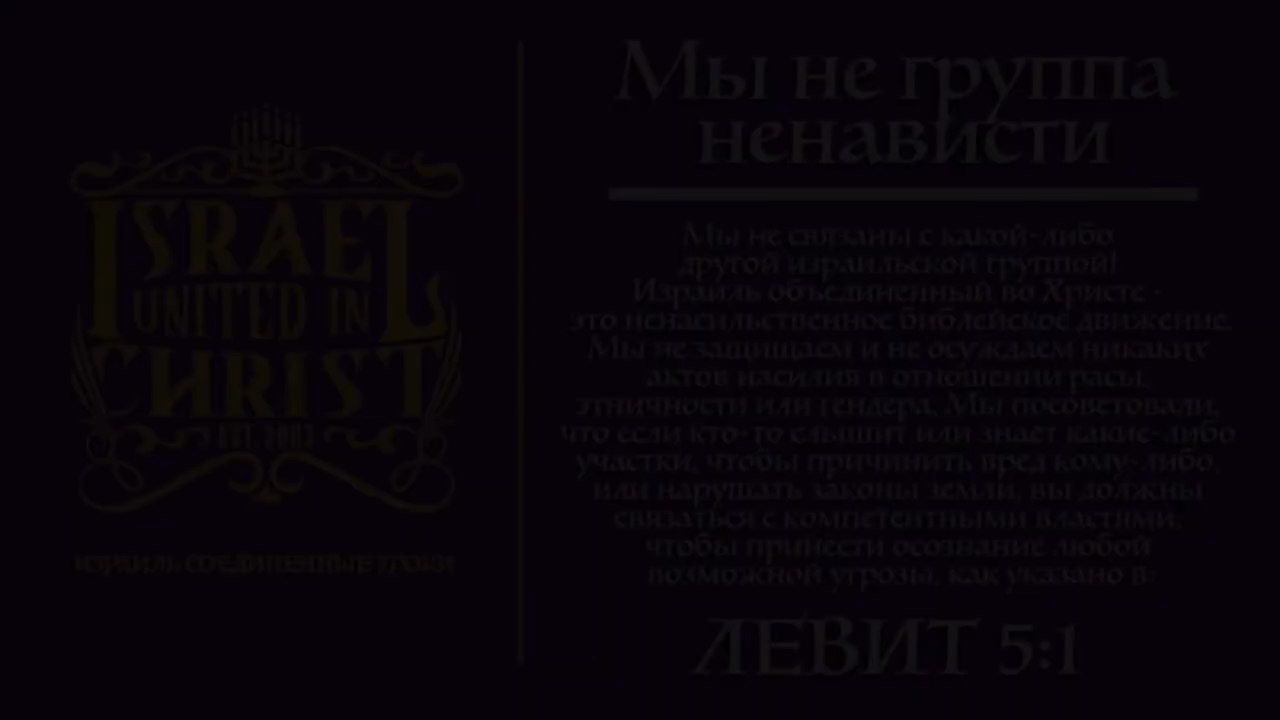 ISRAEL
UNITED IN
CHRIST
EST. 2003
Мы не группа
ненависти
Мы не связаны с какой-либо
другой израильской группой!
Израиль объединенный во Христе -
это ненасильственное библейское движение.
Мы не защищаем и не осуждаем никаких
актов насилия в отношении расы,
этничности или гендера. Мы посоветовали,
что если кто-то слышит или знает какие-либо
участки, чтобы причинить вред кому-либо,
или нарушать законы земли, вы должны
связаться с компетентными властями,
чтобы принести осознание любой
возможной угрозы, как указано в:
ЛЕВИТ 5:1